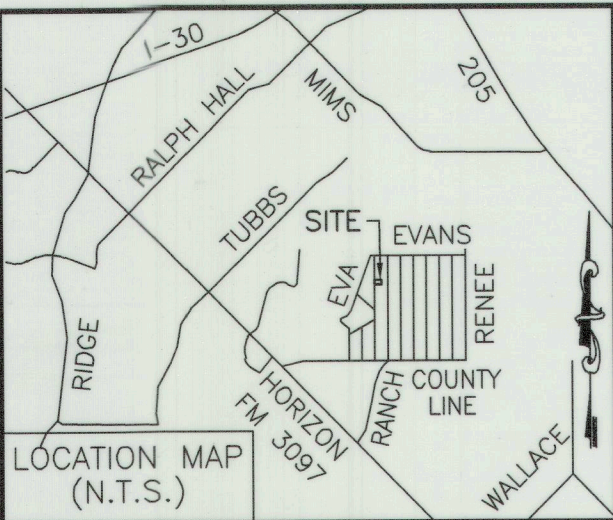 I-30
RALPH HALL
MIMS
205
TUBBS
SITE
EVANS
EVA
RENEE
RIDGE
HORIZON
FM 3097
RANCH
COUNTY
LINE
WALLACE
LOCATION MAP
(N.T.S.)